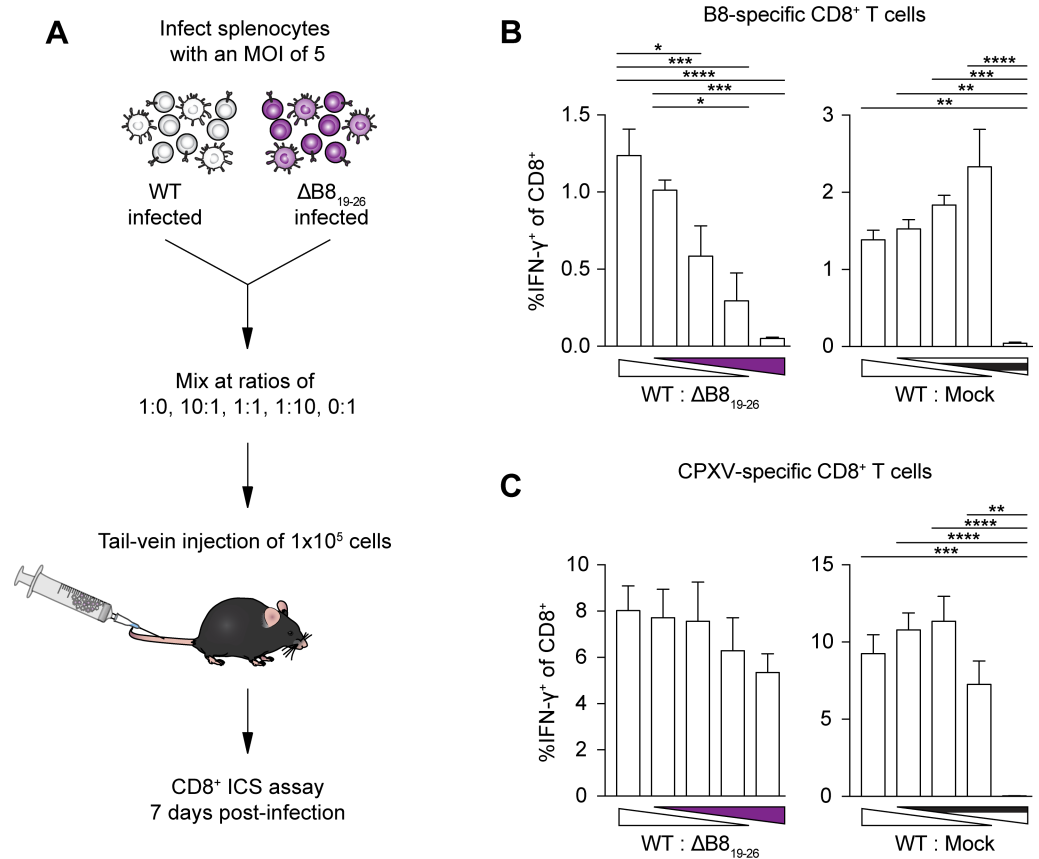 A
Infect splenocytes
with an MOI of 5
WT
infected
ΔB8₁₉₋₂₆
infected
Mix at ratios of
1:0, 10:1, 1:1, 1:10, 0:1
Tail-vein injection of 1x10⁵ cells
CD8⁺ ICS assay
7 days post-infection
B
B8-specific CD8⁺ T cells
*
***
****
***
*
%IFN-γ⁺ of CD8⁺
1.5
1.0
0.5
0.0
WT : ΔB8₁₉₋₂₆
****
***
**
**
3
2
1
0
WT : Mock
C
CPXV-specific CD8⁺ T cells
%IFN-γ⁺ of CD8⁺
10
8
6
4
2
0
WT : ΔB8₁₉₋₂₆
**
****
****
***
15
10
5
0
WT : Mock